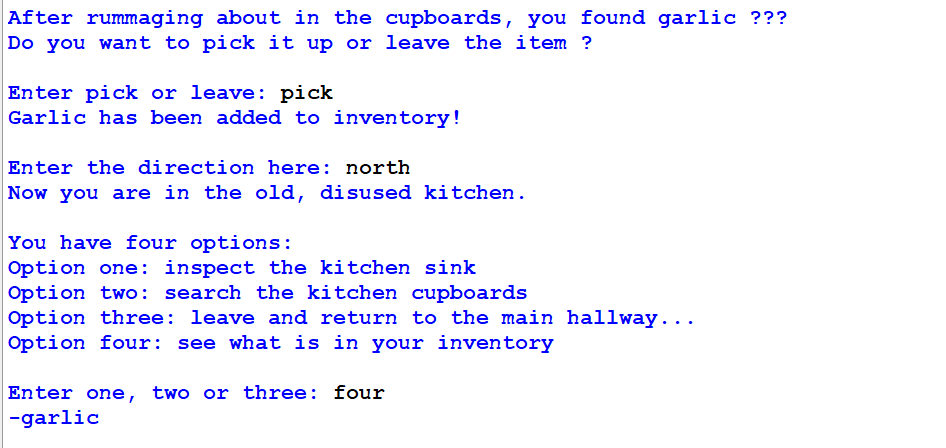 After rummaging about in the cupboards, you found garlic ???
Do you want to pick it up or leave the item ?
Enter pick or leave: pick
Garlic has been added to inventory!
Enter the direction here: north
Now you are in the old, disused kitchen.
You have four options:
Option one: inspect the kitchen sink
Option two: search the kitchen cupboards
Option three: leave and return to the main hallway...
Option four: see what is in your inventory
Enter one, two or three: four
-garlic